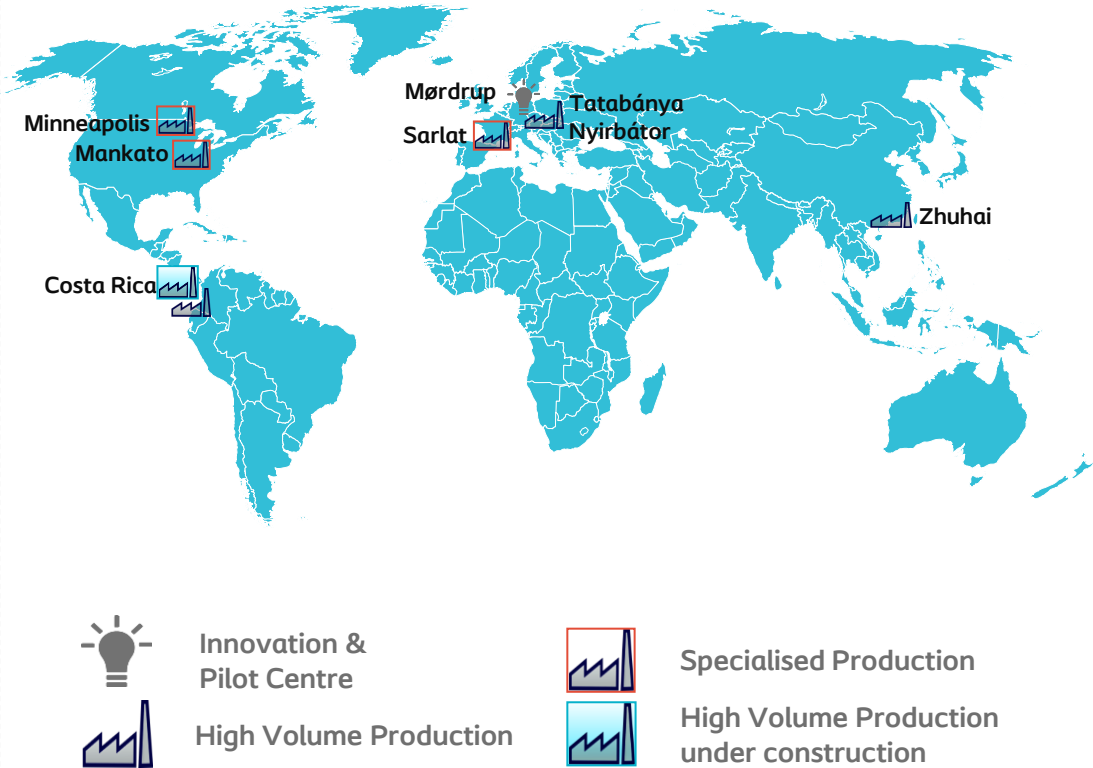 Mørdrup
Tatabánya
Minneapolis
Nyirbátor
Sarlat
Mankato
Zhuhai
Costa Rica
Innovation &
Pilot Centre
Specialised Production
High Volume Production
High Volume Production
under construction